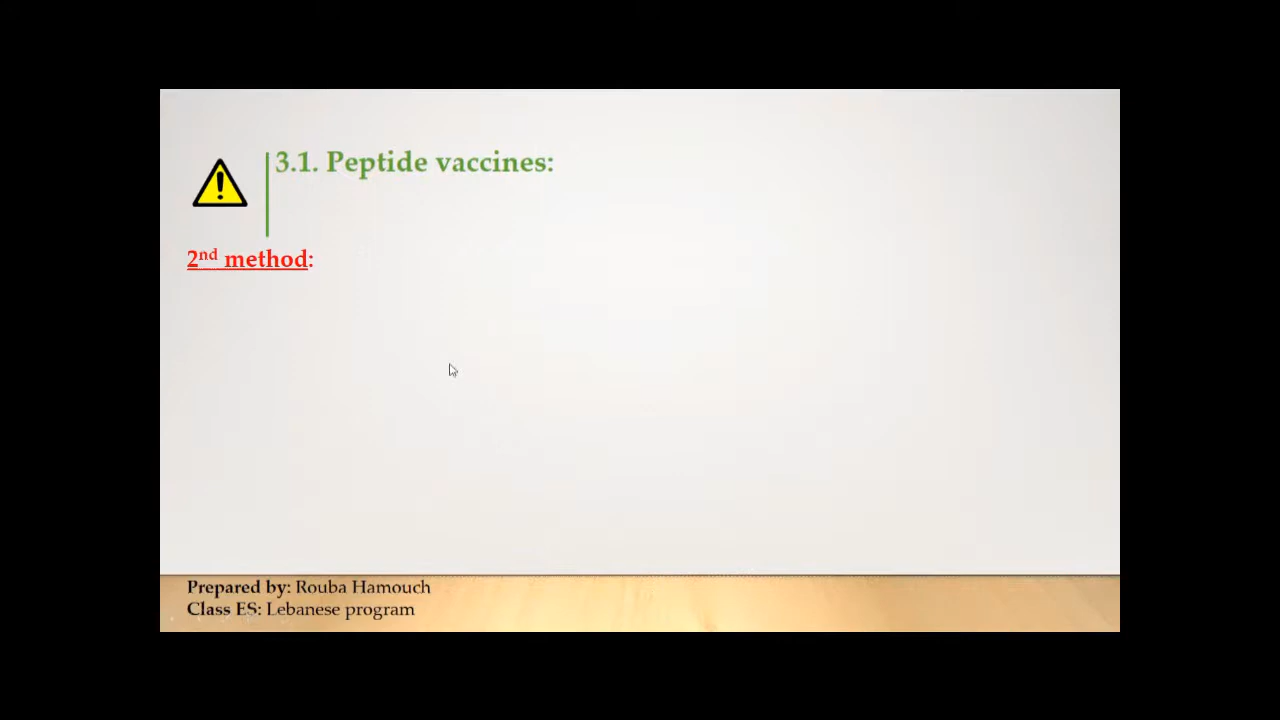 3.1. Peptide vaccines:
2nd method:
Prepared by: Rouba Hamouch
Class ES: Lebanese program